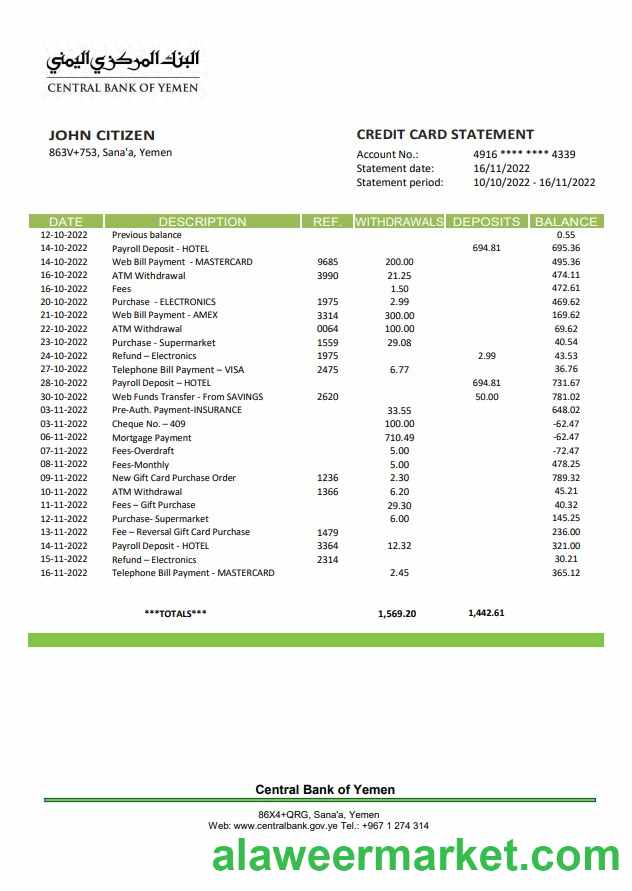 البنك المركزي اليمني
CENTRAL BANK OF YEMEN
JOHN CITIZEN
863V+753, Sana'a, Yemen
CREDIT CARD STATEMENT
Account No.: 4916 **** **** 4339
Statement date: 16/11/2022
Statement period: 10/10/2022 - 16/11/2022
DATE DESCRIPTION REF. WITHDRAWALS DEPOSITS BALANCE
12-10-2022 Previous balance 0.55
14-10-2022 Payroll Deposit - HOTEL 694.81 695.36
14-10-2022 Web Bill Payment - MASTERCARD 9685 200.00 495.36
16-10-2022 ATM Withdrawal 3990 21.25 474.11
16-10-2022 Fees 1.50 472.61
20-10-2022 Purchase - ELECTRONICS 1975 2.99 469.62
21-10-2022 Web Bill Payment - AMEX 3314 300.00 169.62
22-10-2022 ATM Withdrawal 0064 100.00 69.62
23-10-2022 Purchase - Supermarket 1559 29.08 40.54
24-10-2022 Refund – Electronics 1975 2.99 43.53
27-10-2022 Telephone Bill Payment – VISA 2475 6.77 36.76
28-10-2022 Payroll Deposit – HOTEL 694.81 731.67
30-10-2022 Web Funds Transfer - From SAVINGS 2620 50.00 781.02
03-11-2022 Pre-Auth. Payment-INSURANCE 33.55 648.02
03-11-2022 Cheque No. – 409 100.00 -62.47
06-11-2022 Mortgage Payment 710.49 -62.47
07-11-2022 Fees-Overdraft 5.00 -72.47
08-11-2022 Fees-Monthly 5.00 478.25
09-11-2022 New Gift Card Purchase Order 1236 2.30 789.32
10-11-2022 ATM Withdrawal 1366 6.20 45.21
11-11-2022 Fees – Gift Purchase 29.30 40.32
12-11-2022 Purchase- Supermarket 6.00 145.25
13-11-2022 Fee – Reversal Gift Card Purchase 1479 236.00
14-11-2022 Payroll Deposit - HOTEL 3364 12.32 321.00
15-11-2022 Refund – Electronics 2314 30.21
16-11-2022 Telephone Bill Payment - MASTERCARD 2.45 365.12
***TOTALS*** 1,569.20 1,442.61
Central Bank of Yemen
86X4+QRG, Sana'a, Yemen
Web: www.centralbank.gov.ye Tel.: +967 1 274 314
alaweermarket.com